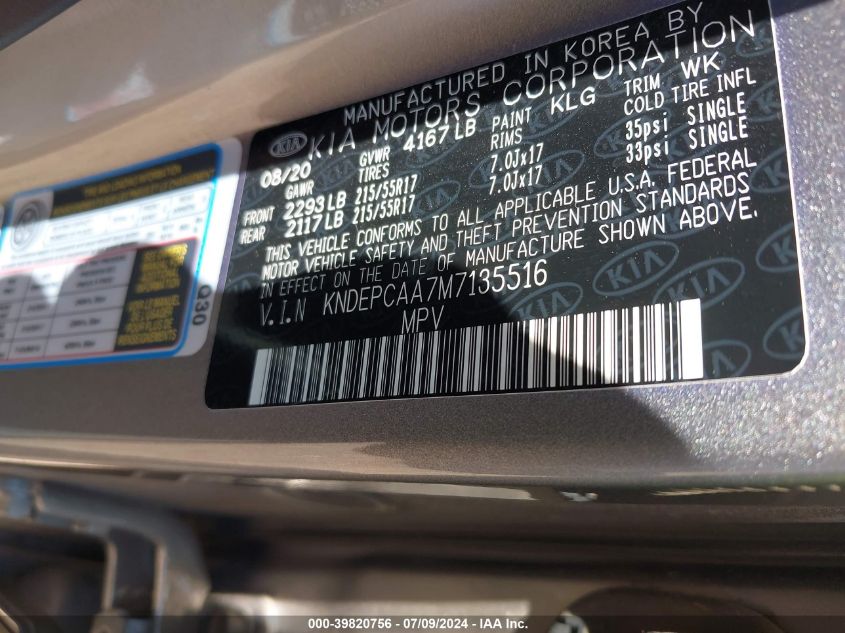 MANUFACTURED IN KOREA BY
KIA KIA MOTORS CORPORATION
08/20 GVWR 4167 LB PAINT KLG TRIM WK
GAWR TIRES RIMS COLD TIRE INFL
FRONT 2293 LB 215/55R17 7.0Jx17 35psi SINGLE
REAR 2117 LB 215/55R17 7.0Jx17 33psi SINGLE
THIS VEHICLE CONFORMS TO ALL APPLICABLE U.S.A. FEDERAL
MOTOR VEHICLE SAFETY AND THEFT PREVENTION STANDARDS
IN EFFECT ON THE DATE OF MANUFACTURE SHOWN ABOVE.
V.I.N KNDEPCAA7M7135516
MPV
KIA
Q30
000-39820756 - 07/09/2024 - IAA Inc.